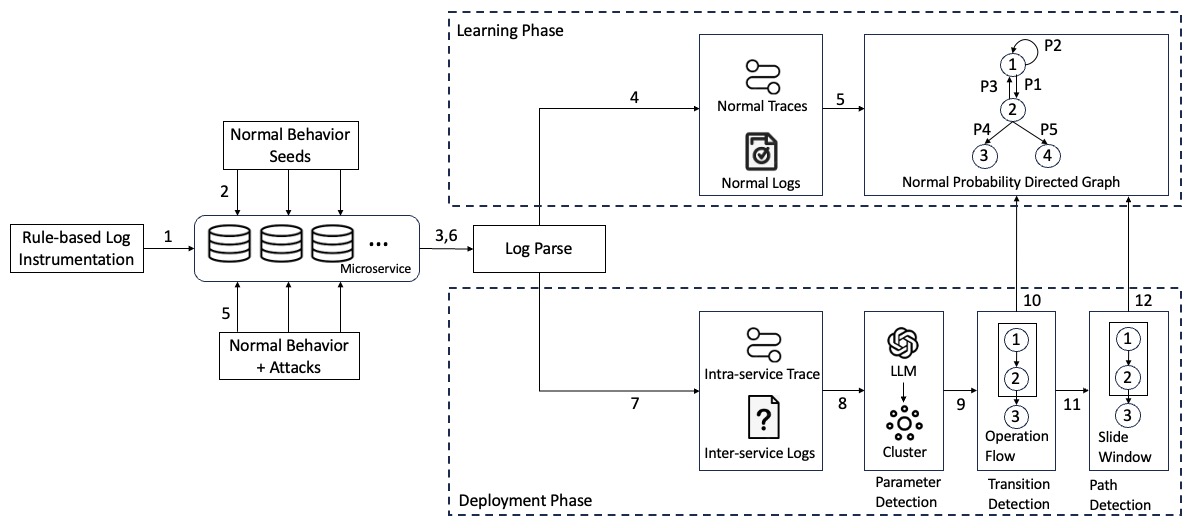 Learning Phase
P2
1
P3
P1
2
P4
P5
3
4
Normal Probability Directed Graph
4
Normal Traces
5
Normal Logs
Normal Behavior
Seeds
2
Rule-based Log
Instrumentation
1
...
Microservice
3,6
Log Parse
5
Normal Behavior
+ Attacks
10
12
7
Intra-service Trace
?
Inter-service Logs
8
LLM
Cluster
Parameter
Detection
9
1
2
3
Operation
Flow
Transition
Detection
11
1
2
3
Slide
Window
Path
Detection
Deployment Phase